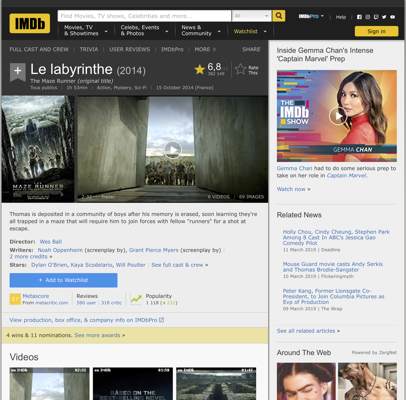 IMDb
Find Movies, TV shows, Celebrities and more...
All
IMDbPro
Help
Movies, TV & Showtimes
Celebs, Events & Photos
News & Community
Watchlist
Sign in
FULL CAST AND CREW | TRIVIA | USER REVIEWS | IMDbPro | MORE
SHARE
Le labyrinthe (2014)
The Maze Runner (original title)
Tous publics | 1h 53min | Action, Mystery, Sci-Fi | 15 October 2014 (France)
6,8
Rate This
MAZE RUNNER
6 VIDEOS | 69 IMAGES
Thomas is deposited in a community of boys after his memory is erased, soon learning they're
all trapped in a maze that will require him to join forces with fellow "runners" for a shot at
escape.
Director: Wes Ball
Writers: Noah Oppenheim (screenplay by), Grant Pierce Myers (screenplay by) |
2 more credits »
Stars: Dylan O'Brien, Kaya Scodelario, Will Poulter | See full cast & crew »
+ Add to Watchlist
Metascore
From metacritic.com
Reviews
580 user | 318 critic
Popularity
View production, box office, & company info on IMDbPro
4 wins & 11 nominations. See more awards »
Videos
BASED ON THE
BEST-SELLING NOVEL
Inside Gemma Chan's Intense
'Captain Marvel' Prep
THE
IMDb
SHOW
GEMMA CHAN
Gemma Chan had to do some serious prep to
take on her role in Captain Marvel.
Watch now »
Related News
Holly Chou, Cindy Cheung, Stephen Park
Among 8 Cast In ABC's Jessica Gao
Comedy Pilot
11 March 2019 | Deadline
Mouse Guard movie casts Andy Serkis
and Thomas Brodie-Sangster
10 March 2019 | Flickeringmyth
Peter Kang, Former Lionsgate Co-
President, to Join Color Pictures as
Evp of Production
09 March 2019 | The Wrap
See all related articles »
Around The Web
Powered by ZergNet